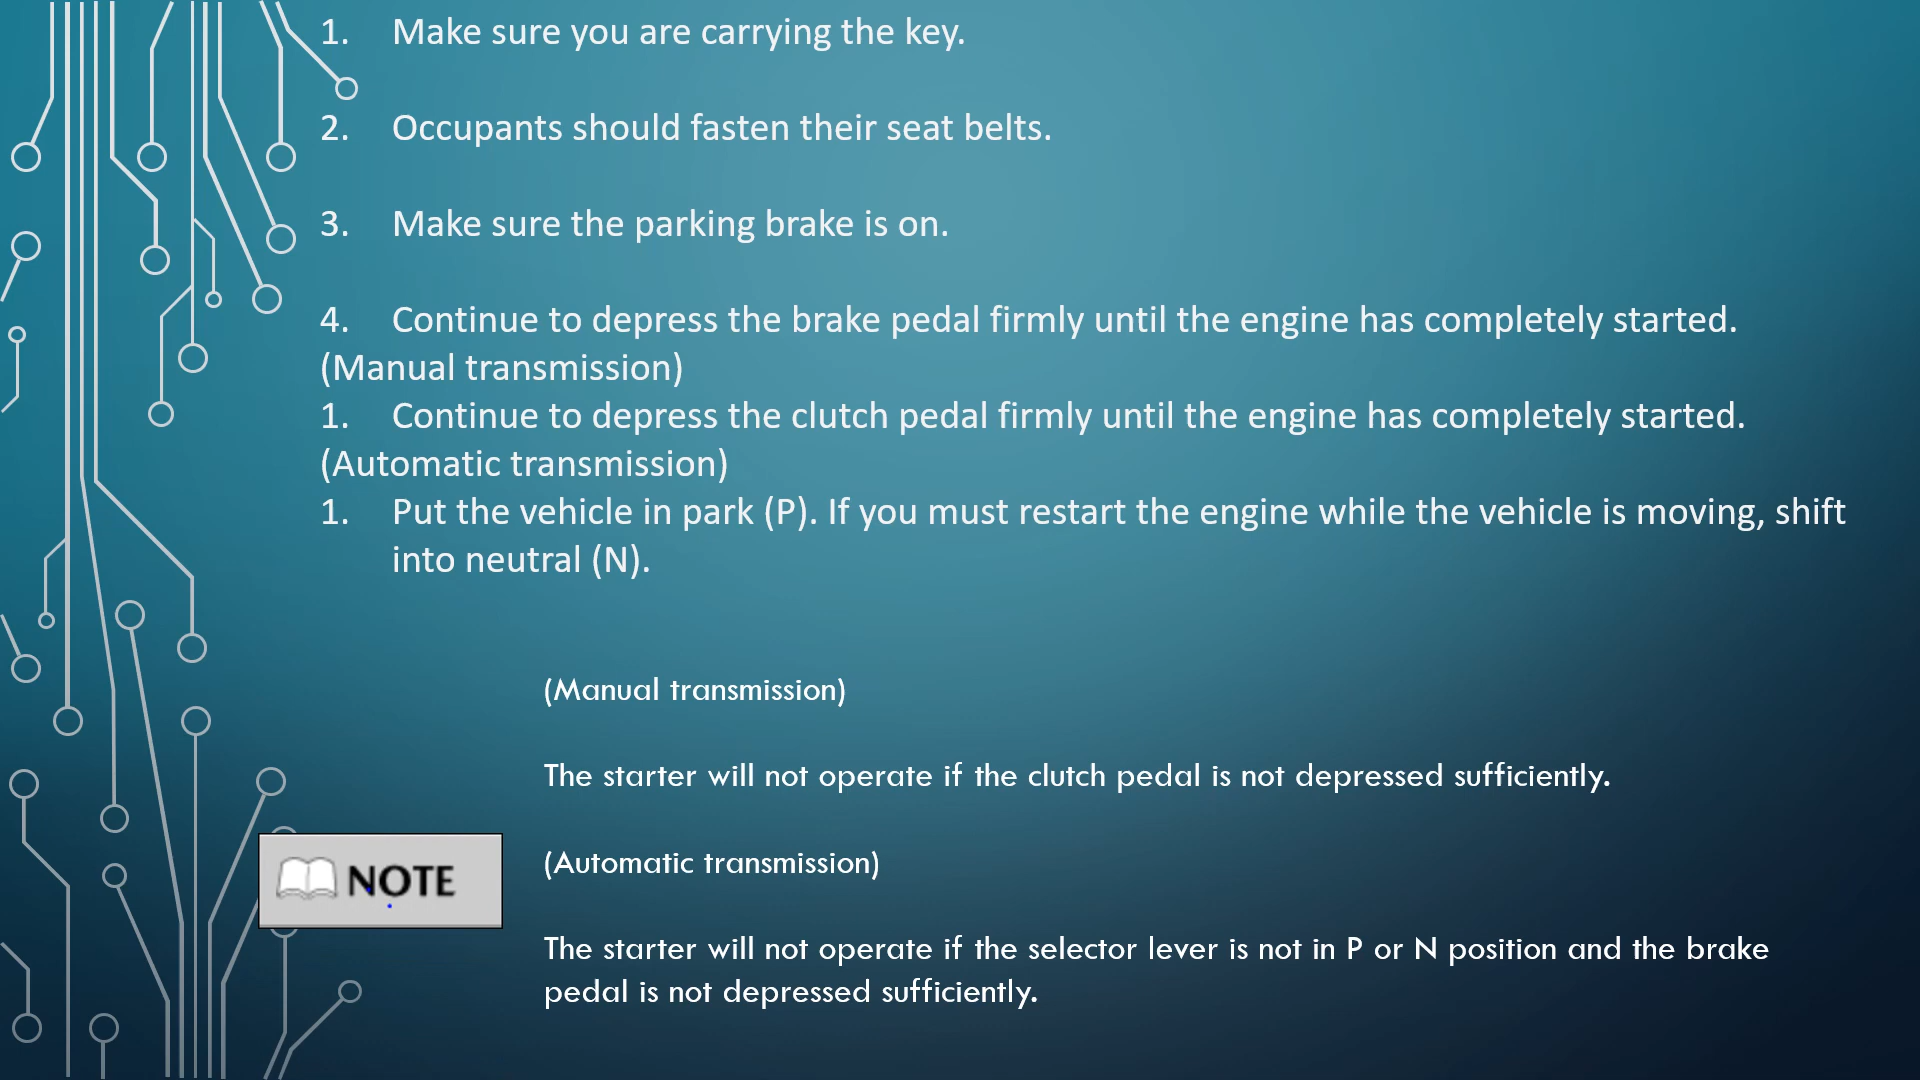 1. Make sure you are carrying the key.
2. Occupants should fasten their seat belts.
3. Make sure the parking brake is on.
4. Continue to depress the brake pedal firmly until the engine has completely started.
(Manual transmission)
1. Continue to depress the clutch pedal firmly until the engine has completely started.
(Automatic transmission)
1. Put the vehicle in park (P). If you must restart the engine while the vehicle is moving, shift
into neutral (N).
(Manual transmission)
The starter will not operate if the clutch pedal is not depressed sufficiently.
NOTE
(Automatic transmission)
The starter will not operate if the selector lever is not in P or N position and the brake
pedal is not depressed sufficiently.